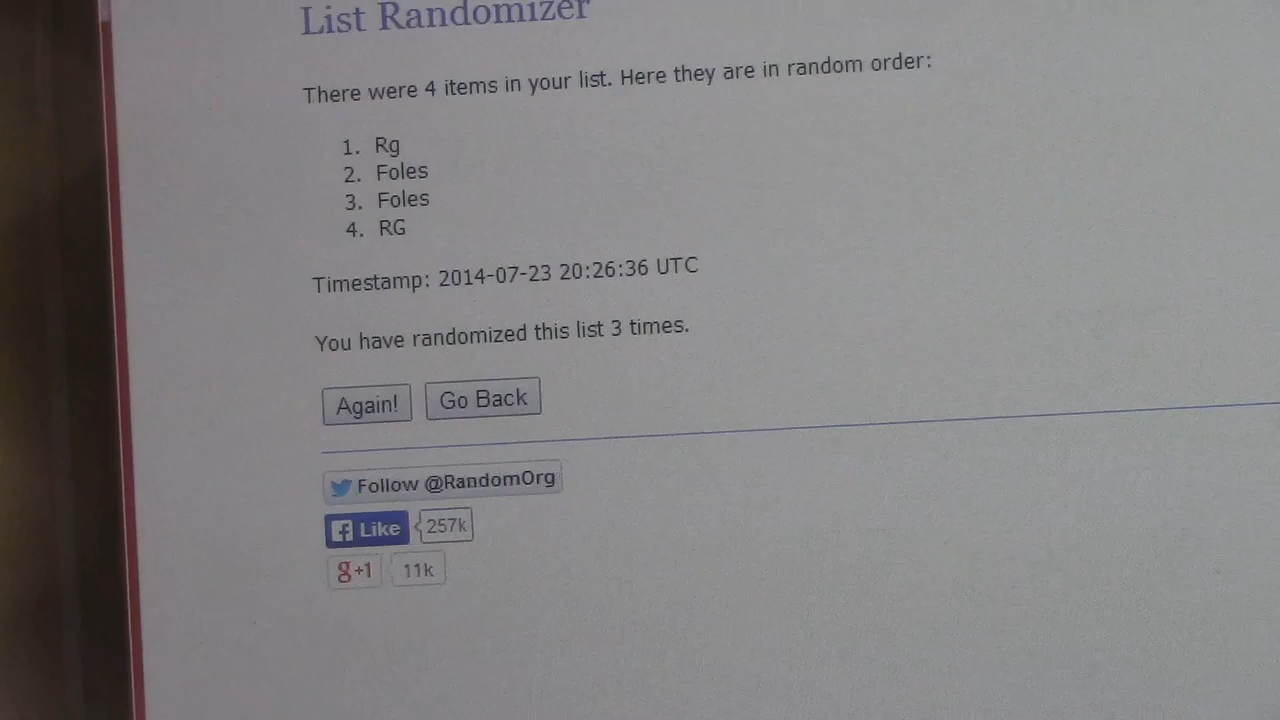 List Randomizer
There were 4 items in your list. Here they are in random order:
1. Rg
2. Foles
3. Foles
4. RG
Timestamp: 2014-07-23 20:26:36 UTC
You have randomized this list 3 times.
Again! Go Back
Follow @RandomOrg
f Like 257k
g+1 11k